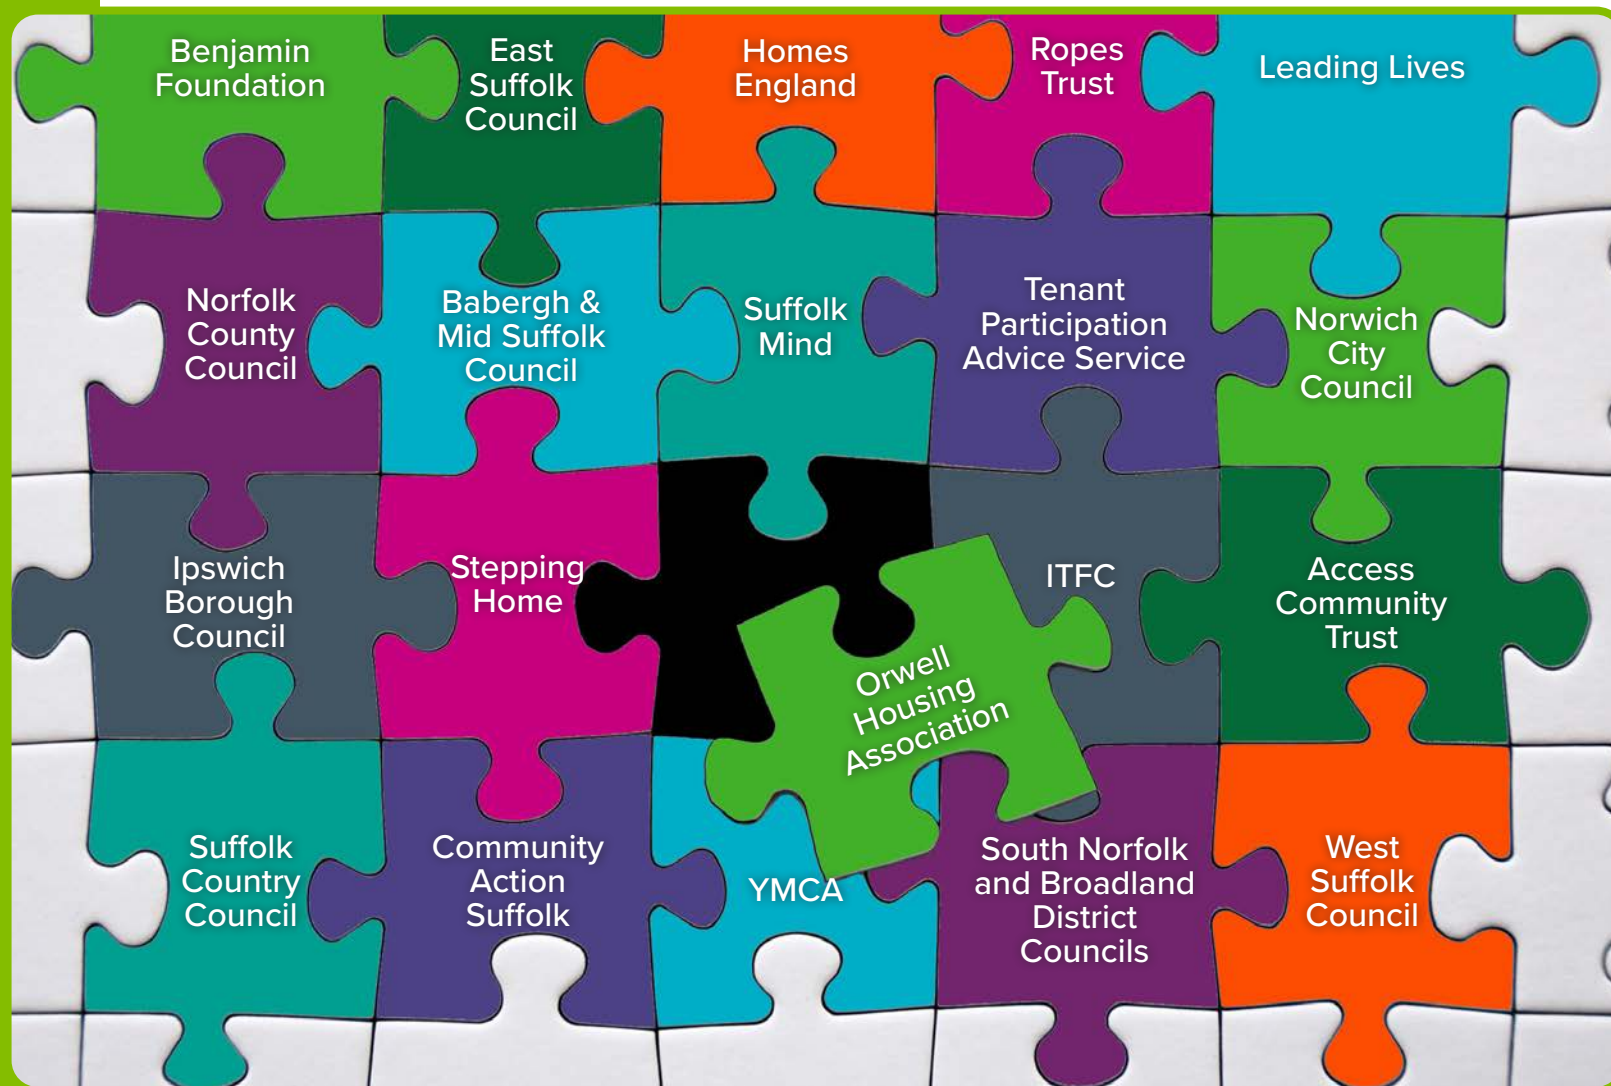 Benjamin
Foundation
East
Suffolk
Council
Homes
England
Ropes
Trust
Leading Lives
Norfolk
County
Council
Babergh &
Mid Suffolk
Council
Suffolk
Mind
Tenant
Participation
Advice Service
Norwich
City
Council
Ipswich
Borough
Council
Stepping
Home
Orwell
Housing
Association
ITFC
Access
Community
Trust
Suffolk
Country
Council
Community
Action
Suffolk
YMCA
South Norfolk
and Broadland
District
Councils
West
Suffolk
Council